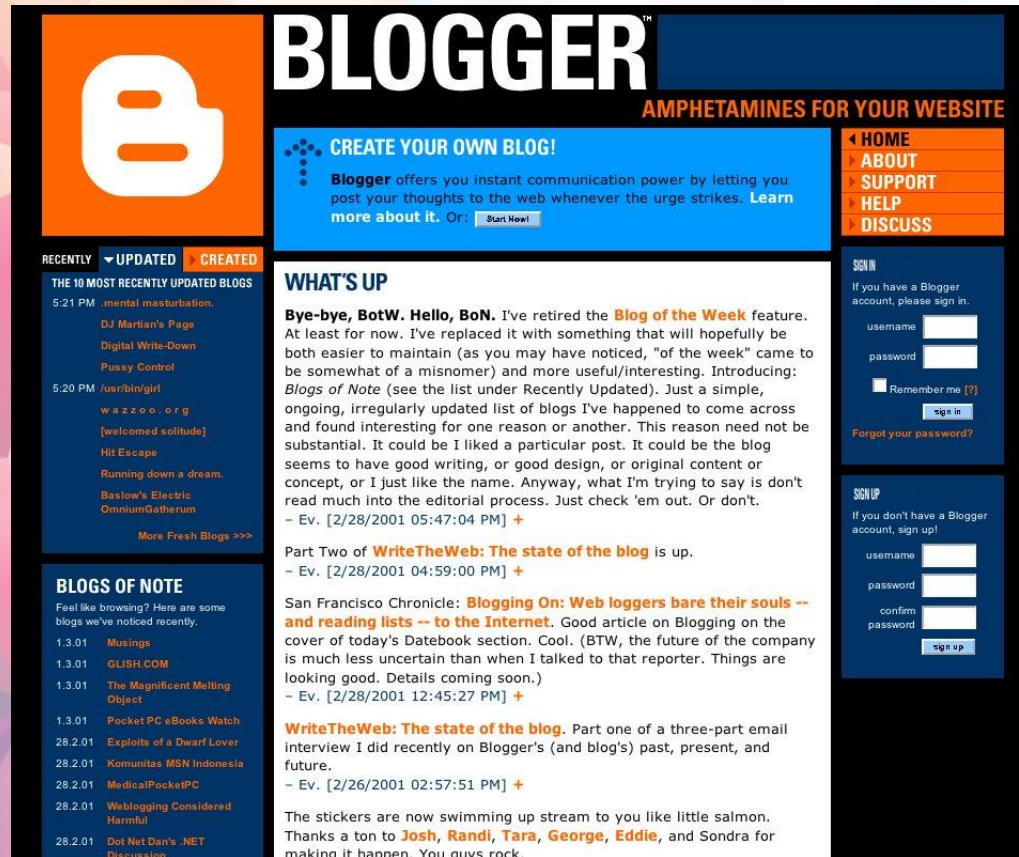 BLOGGER™
AMPHETAMINES FOR YOUR WEBSITE
CREATE YOUR OWN BLOG!
Blogger offers you instant communication power by letting you
post your thoughts to the web whenever the urge strikes. Learn
more about it. Or: Start Now!
HOME
ABOUT
SUPPORT
HELP
DISCUSS
RECENTLY UPDATED CREATED
THE 10 MOST RECENTLY UPDATED BLOGS
5:21 PM .mental masturbation.
DJ Martian's Page
Digital Write-Down
Pussy Control
5:20 PM /usr/bin/girl
w a z z o o . o r g
[welcomed solitude]
Hit Escape
Running down a dream.
Baslow's Electric
OmniumGatherum
More Fresh Blogs >>>
BLOGS OF NOTE
Feel like browsing? Here are some
blogs we've noticed recently.
1.3.01 Musings
1.3.01 GLISH.COM
1.3.01 The Magnificent Melting
Object
1.3.01 Pocket PC eBooks Watch
28.2.01 Exploits of a Dwarf Lover
28.2.01 Komunitas MSN Indonesia
28.2.01 MedicalPocketPC
28.2.01 Weblogging Considered
Harmful
28.2.01 Dot Net Dan's .NET
Discussion
WHAT'S UP
Bye-bye, BotW. Hello, BoN. I've retired the Blog of the Week feature.
At least for now. I've replaced it with something that will hopefully be
both easier to maintain (as you may have noticed, "of the week" came to
be somewhat of a misnomer) and more useful/interesting. Introducing:
Blogs of Note (see the list under Recently Updated). Just a simple,
ongoing, irregularly updated list of blogs I've happened to come across
and found interesting for one reason or another. This reason need not be
substantial. It could be I liked a particular post. It could be the blog
seems to have good writing, or good design, or original content or
concept, or I just like the name. Anyway, what I'm trying to say is don't
read much into the editorial process. Just check 'em out. Or don't.
– Ev. [2/28/2001 05:47:04 PM] +
Part Two of WriteTheWeb: The state of the blog is up.
– Ev. [2/28/2001 04:59:00 PM] +
San Francisco Chronicle: Blogging On: Web loggers bare their souls --
and reading lists -- to the Internet. Good article on Blogging on the
cover of today's Datebook section. Cool. (BTW, the future of the company
is much less uncertain than when I talked to that reporter. Things are
looking good. Details coming soon.)
– Ev. [2/28/2001 12:45:27 PM] +
WriteTheWeb: The state of the blog. Part one of a three-part email
interview I did recently on Blogger's (and blog's) past, present, and
future.
– Ev. [2/26/2001 02:57:51 PM] +
The stickers are now swimming up stream to you like little salmon.
Thanks a ton to Josh, Randi, Tara, George, Eddie, and Sondra for
making it happen. You guys rock.
SIGN IN
If you have a Blogger
account, please sign in.
username
password
Remember me [?]
sign in
Forgot your password?
SIGN UP
If you don't have a Blogger
account, sign up!
username
password
confirm
password
sign up